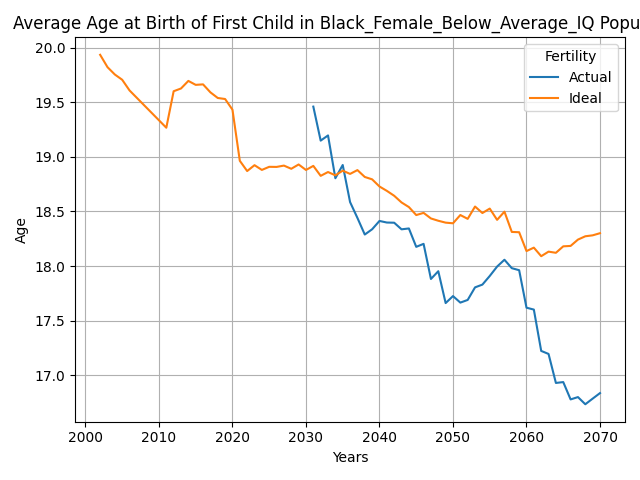 Average Age at Birth of First Child in Black_Female_Below_Average_IQ Popu
Fertility
Actual
Ideal
20.0
19.5
19.0
18.5
18.0
17.5
17.0
Age
2000 2010 2020 2030 2040 2050 2060 2070
Years